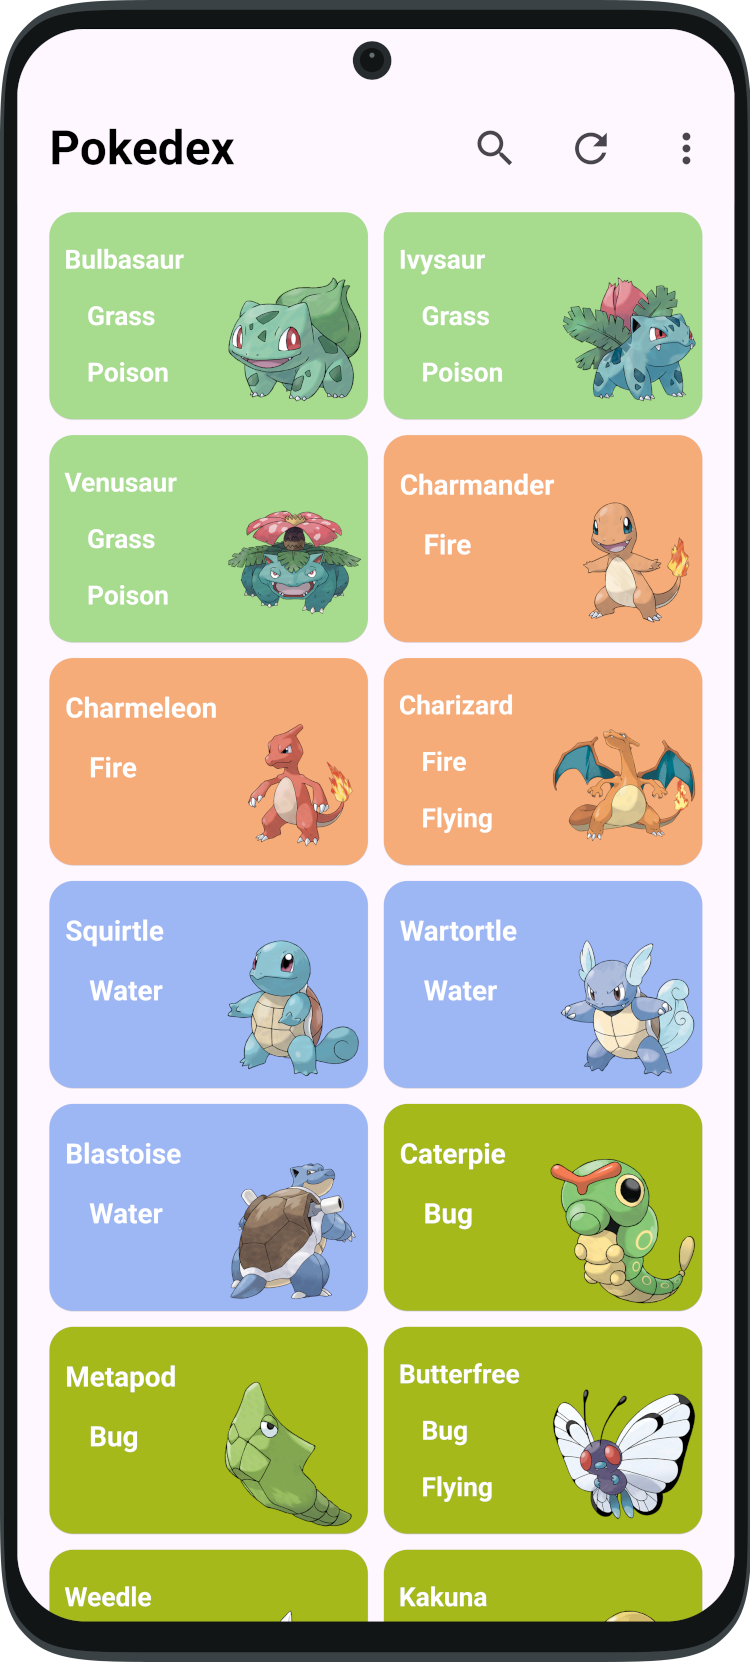 Pokedex
Bulbasaur
Grass
Poison
Ivysaur
Grass
Poison
Venusaur
Grass
Poison
Charmander
Fire
Charmeleon
Fire
Charizard
Fire
Flying
Squirtle
Water
Wartortle
Water
Blastoise
Water
Caterpie
Bug
Metapod
Bug
Butterfree
Bug
Flying
Weedle
Kakuna